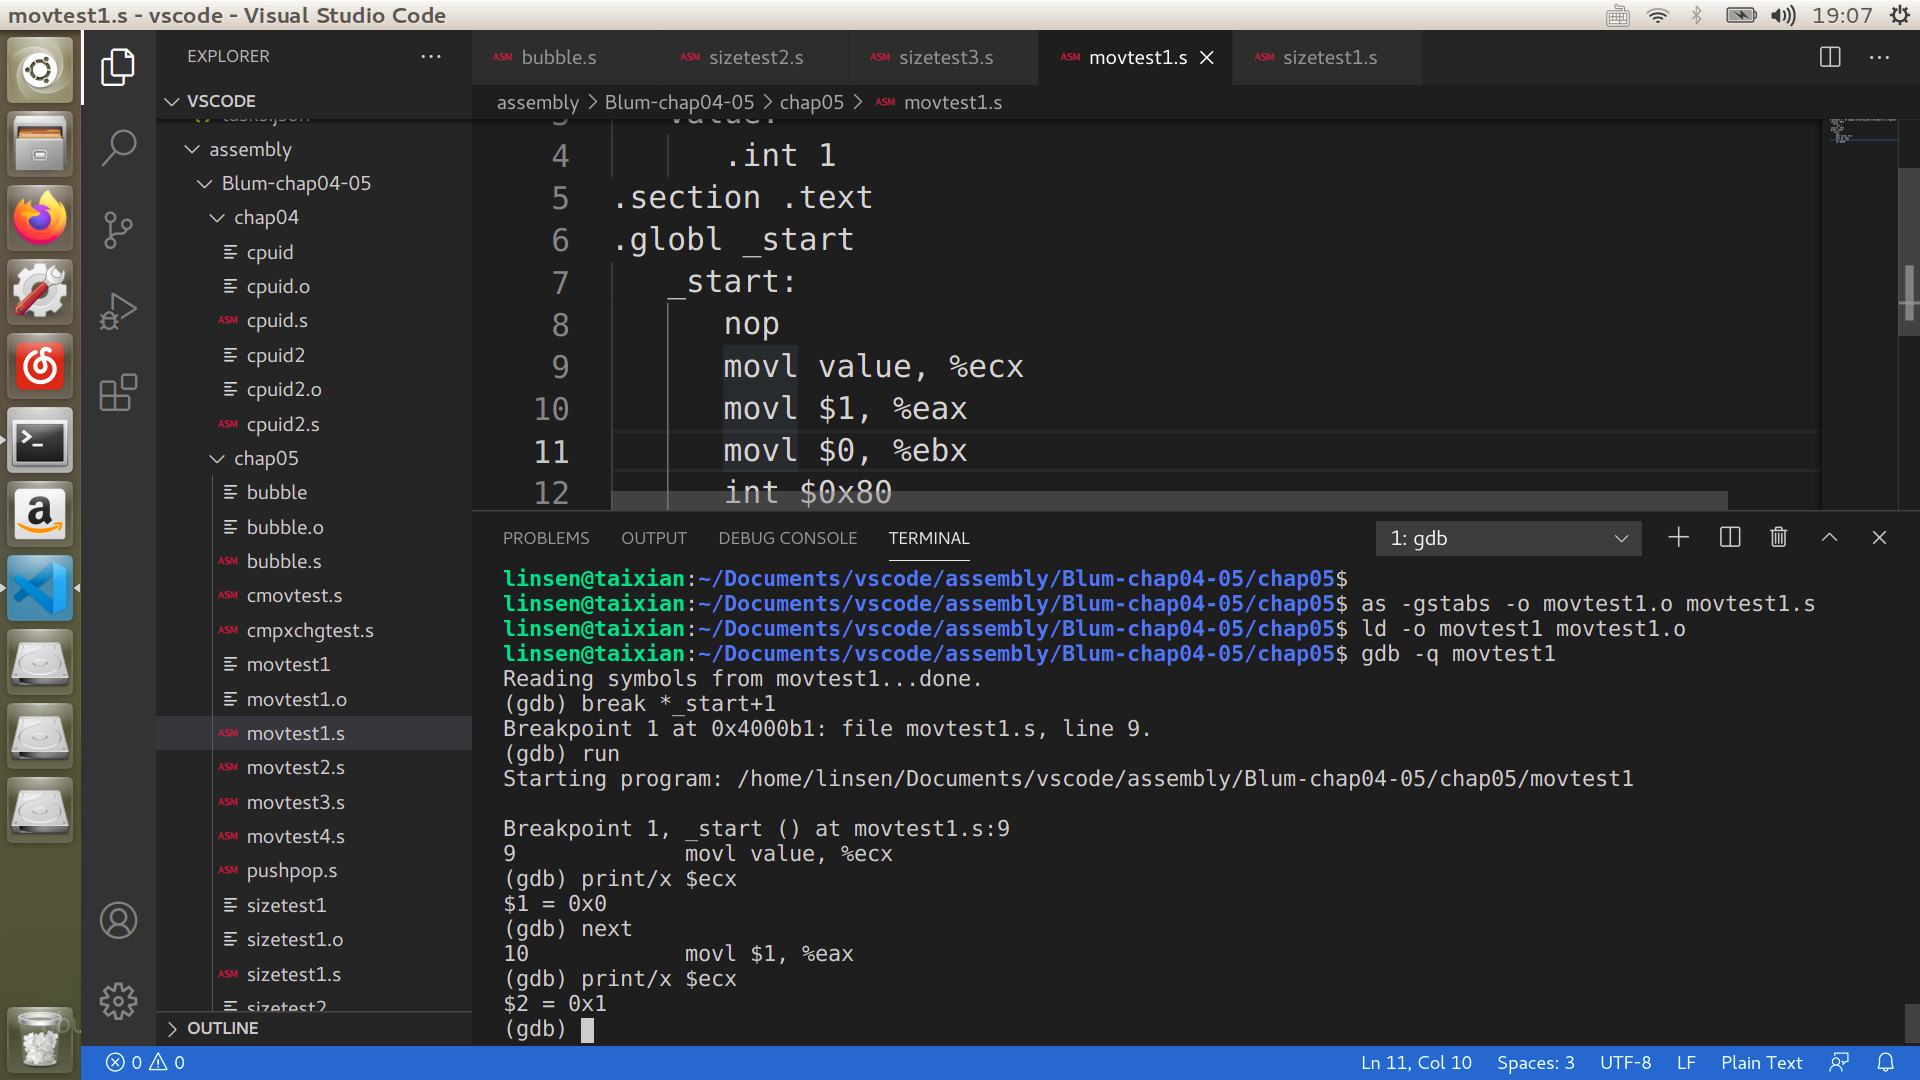 movtest1.s - vscode - Visual Studio Code
19:07
EXPLORER
bubble.s
sizetest2.s
sizetest3.s
movtest1.s
sizetest1.s
VSCODE
tasks.json
assembly
Blum-chap04-05
chap04
cpuid
cpuid.o
ASM cpuid.s
cpuid2
cpuid2.o
ASM cpuid2.s
chap05
bubble
bubble.o
ASM bubble.s
ASM cmovtest.s
ASM cmpxchgtest.s
movtest1
movtest1.o
ASM movtest1.s
ASM movtest2.s
ASM movtest3.s
ASM movtest4.s
ASM pushpop.s
sizetest1
sizetest1.o
ASM sizetest1.s
sizetest2
OUTLINE
assembly > Blum-chap04-05 > chap05 > ASM movtest1.s
3 value:
4 .int 1
5 .section .text
6 .globl _start
7 _start:
8 nop
9 movl value, %ecx
10 movl $1, %eax
11 movl $0, %ebx
12 int $0x80
PROBLEMS OUTPUT DEBUG CONSOLE TERMINAL 1: gdb
linsen@taixian:~/Documents/vscode/assembly/Blum-chap04-05/chap05$
linsen@taixian:~/Documents/vscode/assembly/Blum-chap04-05/chap05$ as -gstabs -o movtest1.o movtest1.s
linsen@taixian:~/Documents/vscode/assembly/Blum-chap04-05/chap05$ ld -o movtest1 movtest1.o
linsen@taixian:~/Documents/vscode/assembly/Blum-chap04-05/chap05$ gdb -q movtest1
Reading symbols from movtest1...done.
(gdb) break *_start+1
Breakpoint 1 at 0x4000b1: file movtest1.s, line 9.
(gdb) run
Starting program: /home/linsen/Documents/vscode/assembly/Blum-chap04-05/chap05/movtest1
Breakpoint 1, _start () at movtest1.s:9
9 movl value, %ecx
(gdb) print/x $ecx
$1 = 0x0
(gdb) next
10 movl $1, %eax
(gdb) print/x $ecx
$2 = 0x1
(gdb)
0 0
Ln 11, Col 10 Spaces: 3 UTF-8 LF Plain Text